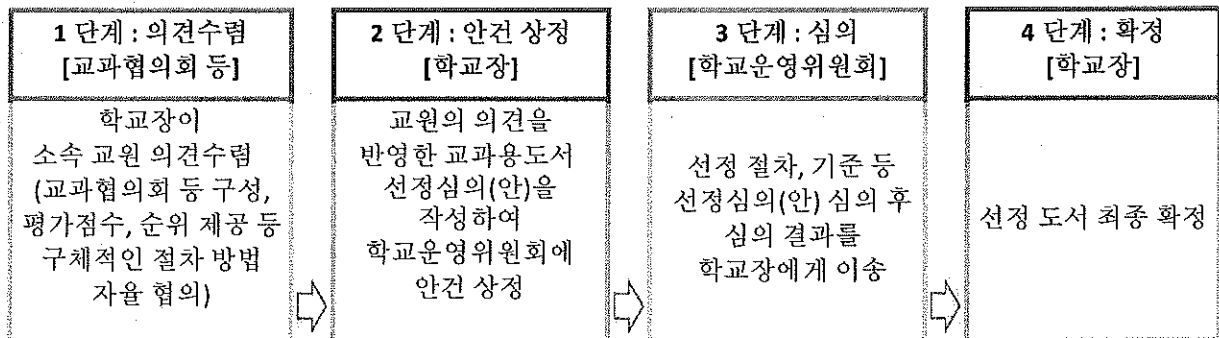 1 단계 : 의견수렴
[교과협의회 등]
학교장이
소속 교원 의견수렴
(교과협의회 등 구성,
평가점수, 순위 제공 등
구체적인 절차 방법
자율 협의)
2 단계 : 안건 상정
[학교장]
교원의 의견을
반영한 교과용도서
선정심의(안)을
작성하여
학교운영위원회에
안건 상정
3 단계 : 심의
[학교운영위원회]
선정 절차, 기준 등
선정심의(안) 심의 후
심의 결과를
학교장에게 이송
4 단계 : 확정
[학교장]
선정 도서 최종 확정